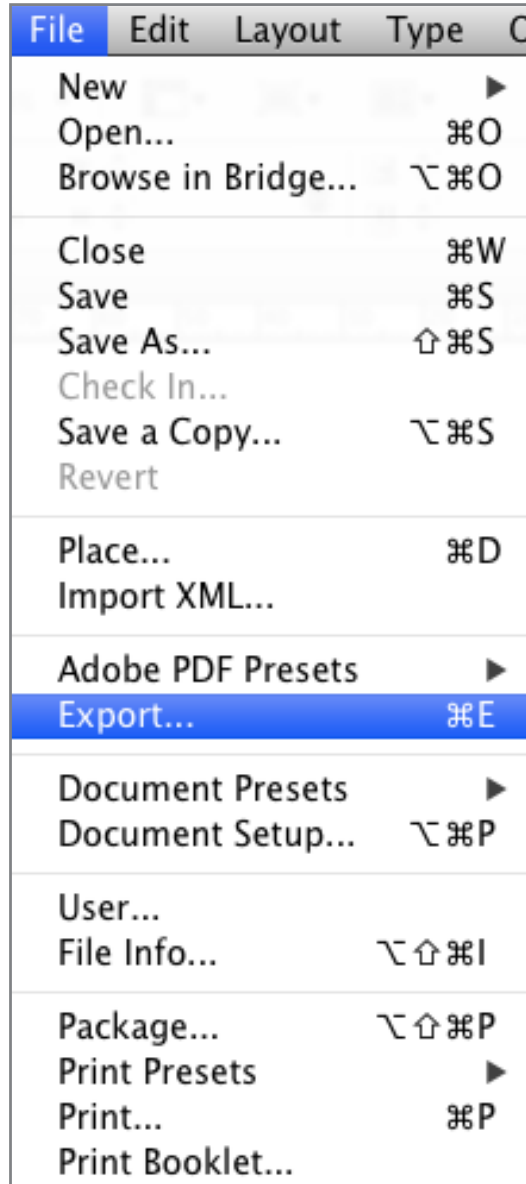 File Edit Layout Type
New ▶
Open... ⌘O
Browse in Bridge... ⌥⌘O
Close ⌘W
Save ⌘S
Save As... ⇧⌘S
Check In...
Save a Copy... ⌥⌘S
Revert
Place... ⌘D
Import XML...
Adobe PDF Presets ▶
Export... ⌘E
Document Presets ▶
Document Setup... ⌥⌘P
User...
File Info... ⌥⇧⌘I
Package... ⌥⇧⌘P
Print Presets ▶
Print... ⌘P
Print Booklet...